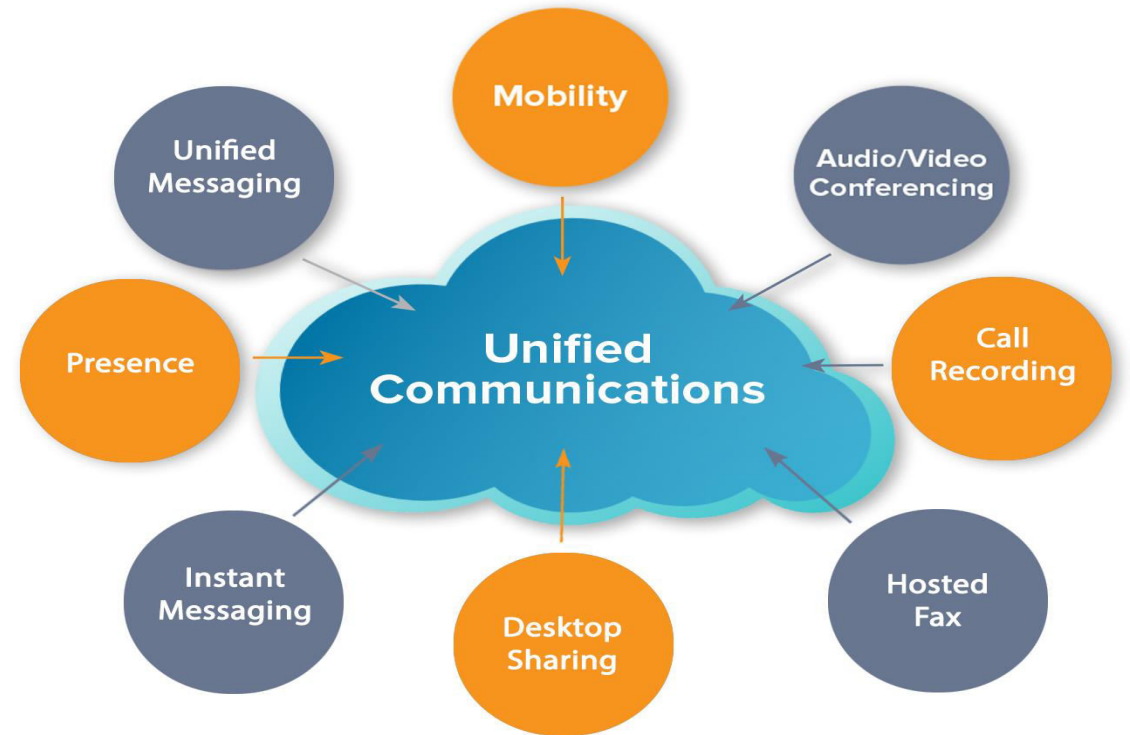 Mobility
Unified
Messaging
Audio/Video
Conferencing
Unified
Communications
Presence
Call
Recording
Instant
Messaging
Desktop
Sharing
Hosted
Fax